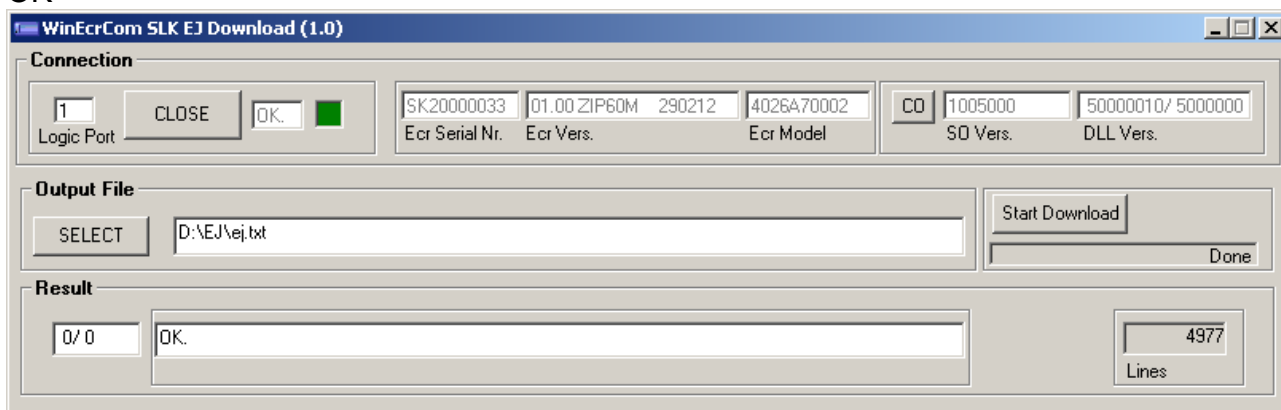 WinEcrCom SLK EJ Download (1.0)
Connection
1
Logic Port
CLOSE
OK.
SK20000033
Ecr Serial Nr.
01.00 ZIP60M 290212
Ecr Vers.
4026A70002
Ecr Model
CO
1005000
SO Vers.
50000010/ 5000000
DLL Vers.
Output File
SELECT
D:\EJ\ej.txt
Start Download
Done
Result
0/ 0
OK.
4977
Lines